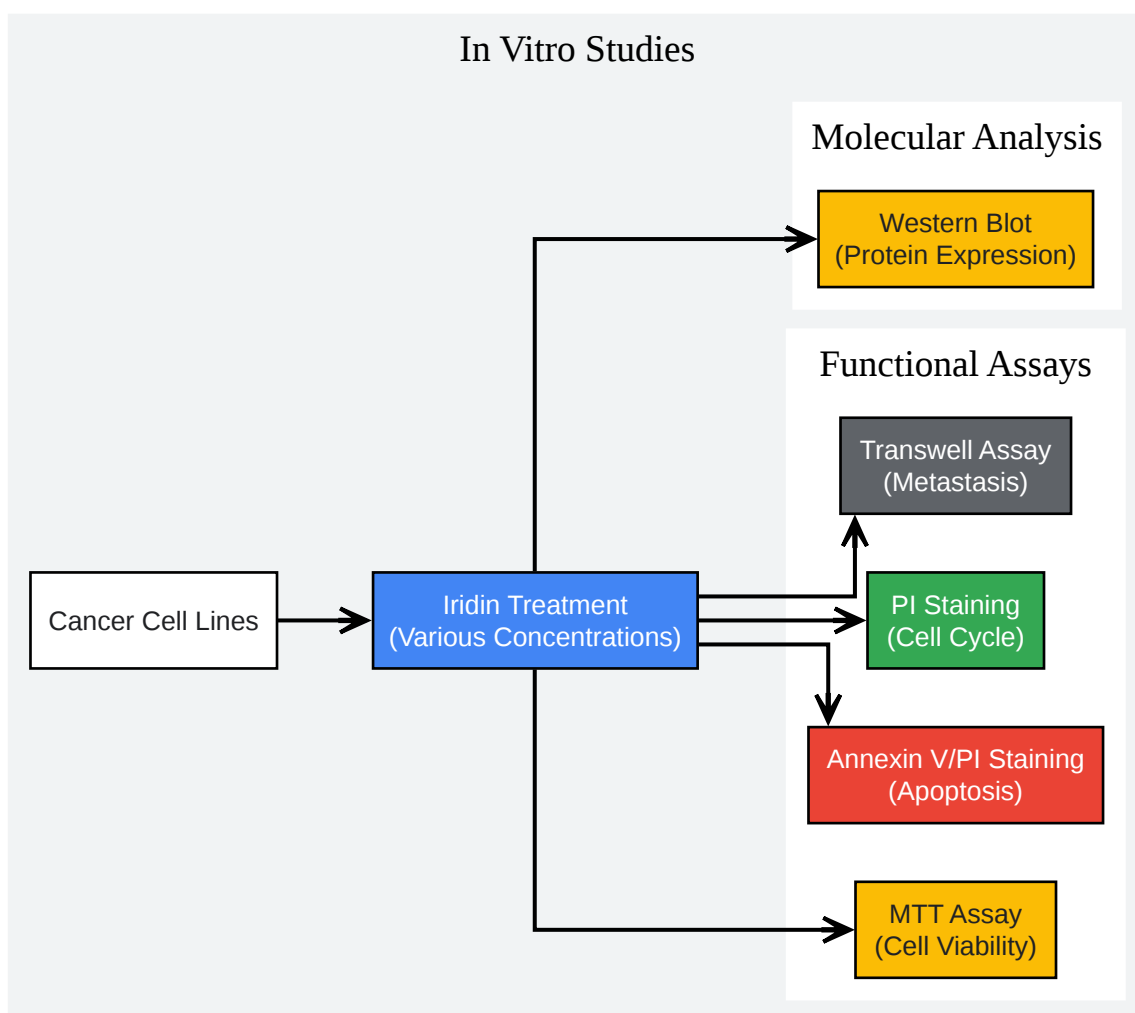 In Vitro Studies
Molecular Analysis
Western Blot
(Protein Expression)
Functional Assays
Transwell Assay
(Metastasis)
Cancer Cell Lines
Iridin Treatment
(Various Concentrations)
PI Staining
(Cell Cycle)
Annexin V/PI Staining
(Apoptosis)
MTT Assay
(Cell Viability)